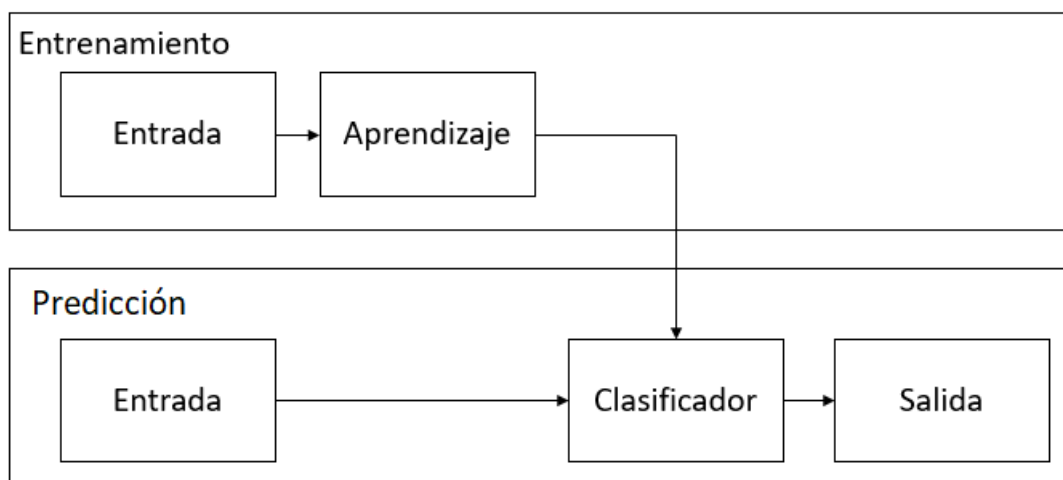 Entrenamiento
Entrada
Aprendizaje
Predicción
Entrada
Clasificador
Salida